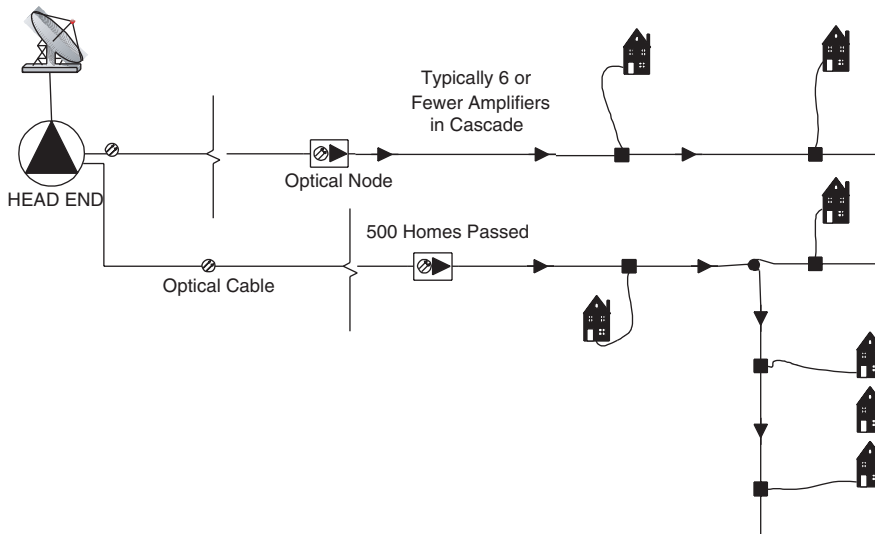 Typically 6 or
Fewer Amplifiers
in Cascade
Optical Node
HEAD END
500 Homes Passed
Optical Cable